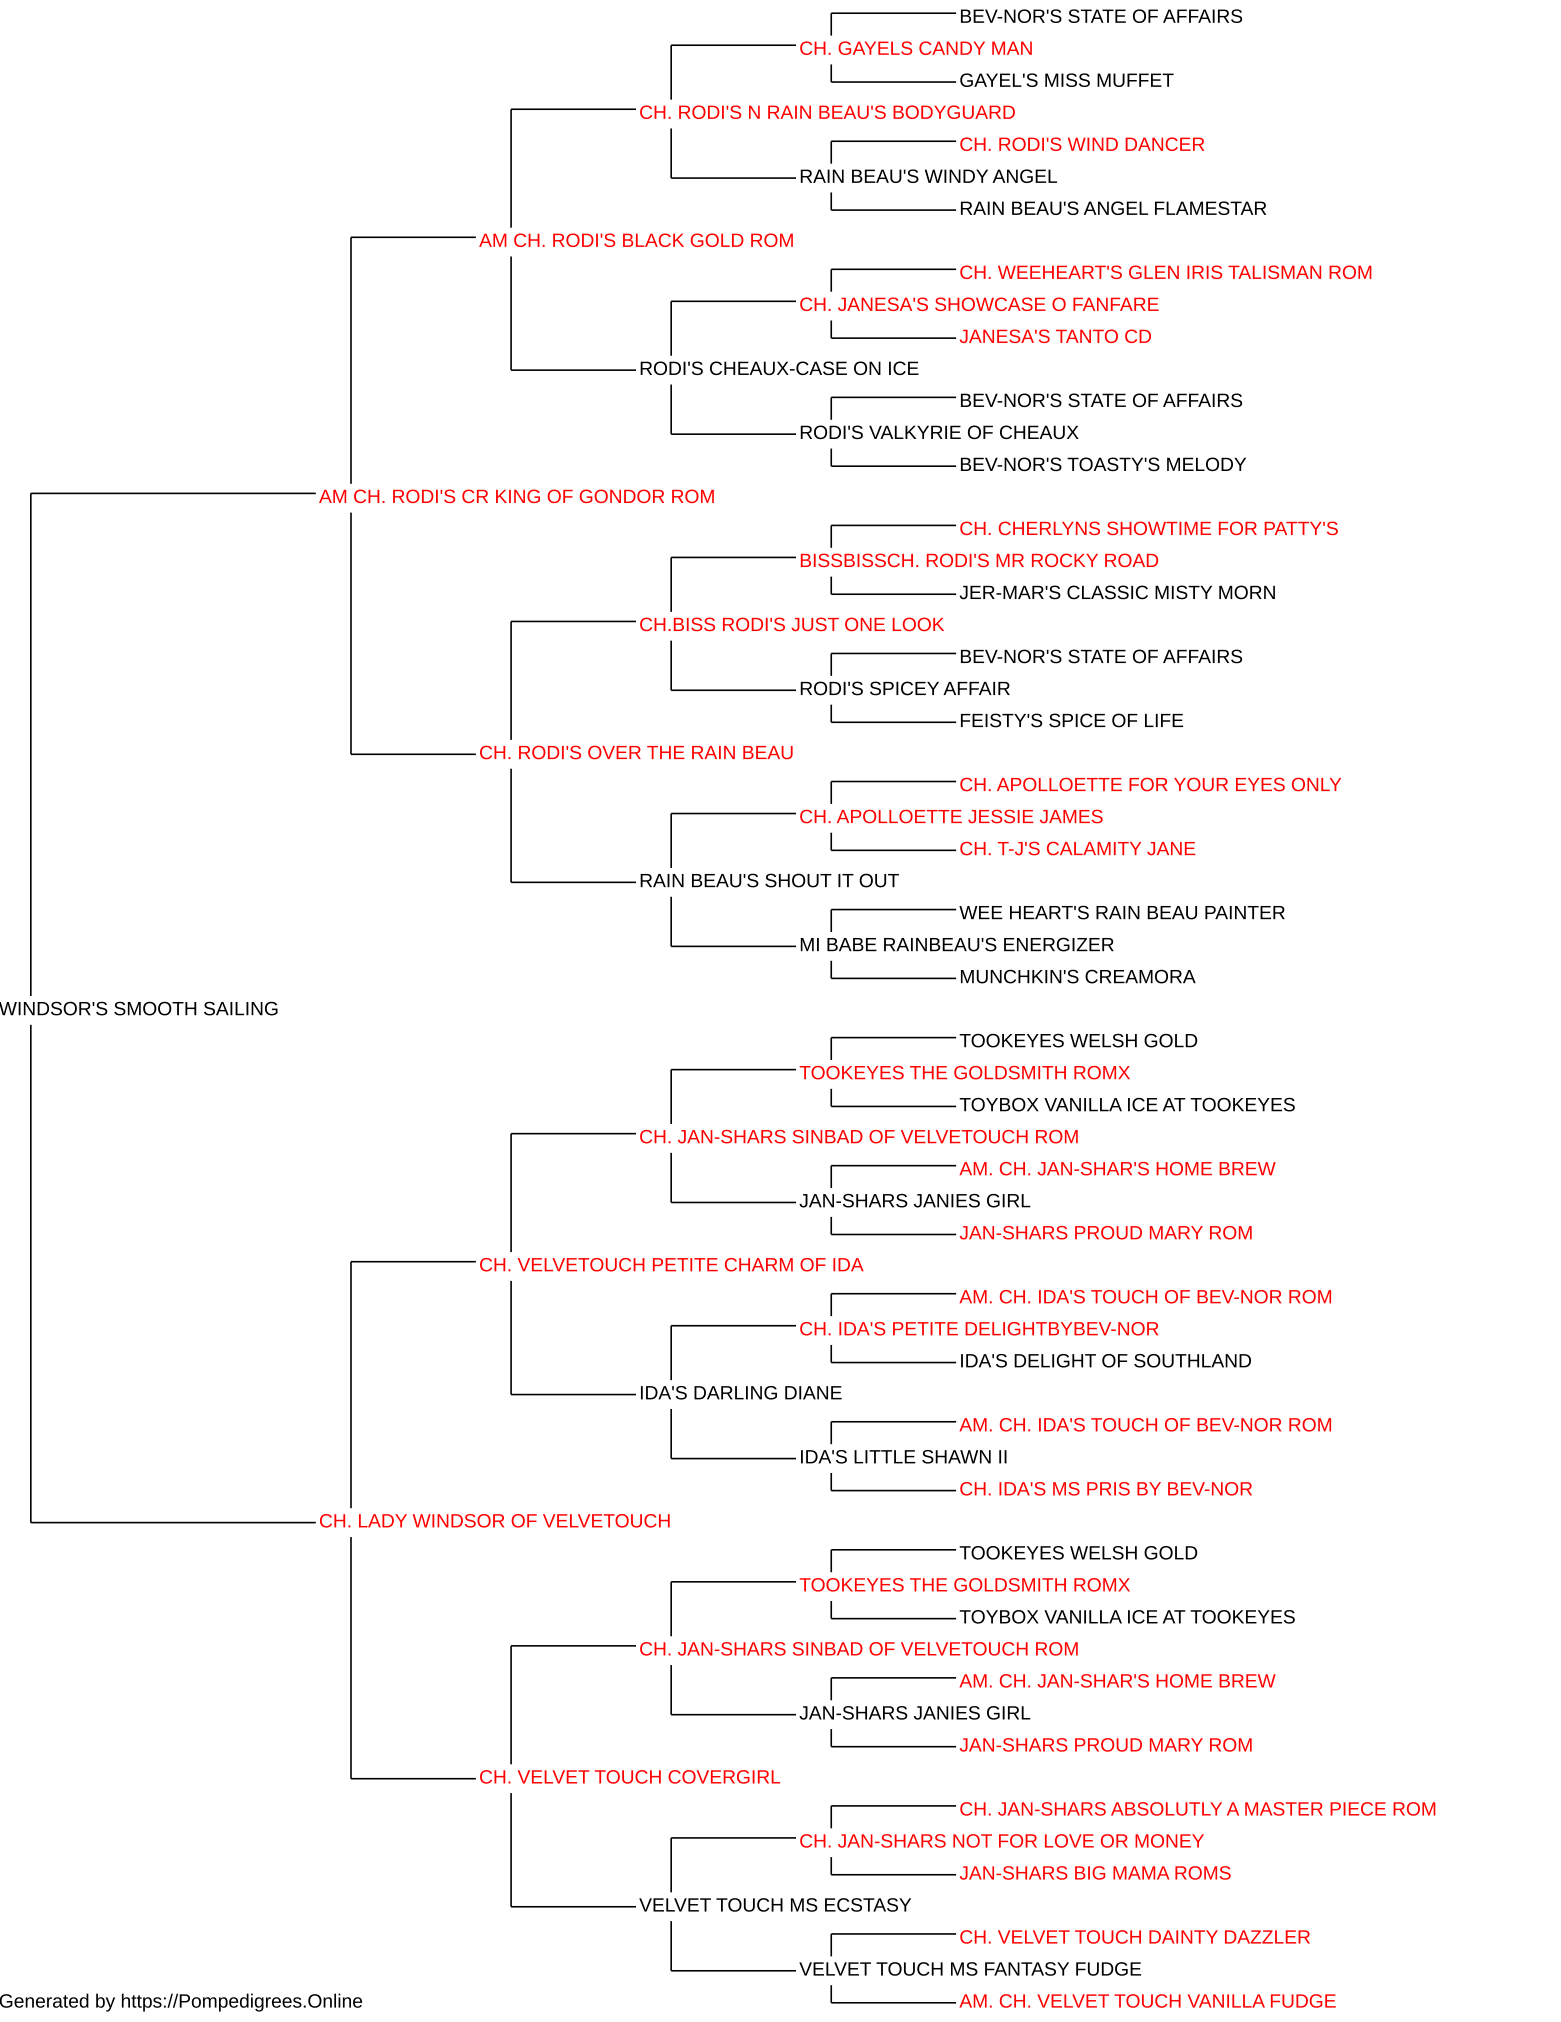 BEV-NOR'S STATE OF AFFAIRS
CH. GAYELS CANDY MAN
GAYEL'S MISS MUFFET
CH. RODI'S N RAIN BEAU'S BODYGUARD
CH. RODI'S WIND DANCER
RAIN BEAU'S WINDY ANGEL
RAIN BEAU'S ANGEL FLAMESTAR
AM CH. RODI'S BLACK GOLD ROM
CH. WEEHEART'S GLEN IRIS TALISMAN ROM
CH. JANESA'S SHOWCASE O FANFARE
JANESA'S TANTO CD
RODI'S CHEAUX-CASE ON ICE
BEV-NOR'S STATE OF AFFAIRS
RODI'S VALKYRIE OF CHEAUX
BEV-NOR'S TOASTY'S MELODY
AM CH. RODI'S CR KING OF GONDOR ROM
CH. CHERLYNS SHOWTIME FOR PATTY'S
BISSBISSCH. RODI'S MR ROCKY ROAD
JER-MAR'S CLASSIC MISTY MORN
CH.BISS RODI'S JUST ONE LOOK
BEV-NOR'S STATE OF AFFAIRS
RODI'S SPICEY AFFAIR
FEISTY'S SPICE OF LIFE
CH. RODI'S OVER THE RAIN BEAU
CH. APOLLOETTE FOR YOUR EYES ONLY
CH. APOLLOETTE JESSIE JAMES
CH. T-J'S CALAMITY JANE
RAIN BEAU'S SHOUT IT OUT
WEE HEART'S RAIN BEAU PAINTER
MI BABE RAINBEAU'S ENERGIZER
MUNCHKIN'S CREAMORA
WINDSOR'S SMOOTH SAILING
TOOKEYES WELSH GOLD
TOOKEYES THE GOLDSMITH ROMX
TOYBOX VANILLA ICE AT TOOKEYES
CH. JAN-SHARS SINBAD OF VELVETOUCH ROM
AM. CH. JAN-SHAR'S HOME BREW
JAN-SHARS JANIES GIRL
JAN-SHARS PROUD MARY ROM
CH. VELVETOUCH PETITE CHARM OF IDA
AM. CH. IDA'S TOUCH OF BEV-NOR ROM
CH. IDA'S PETITE DELIGHTBYBEV-NOR
IDA'S DELIGHT OF SOUTHLAND
IDA'S DARLING DIANE
AM. CH. IDA'S TOUCH OF BEV-NOR ROM
IDA'S LITTLE SHAWN II
CH. IDA'S MS PRIS BY BEV-NOR
CH. LADY WINDSOR OF VELVETOUCH
TOOKEYES WELSH GOLD
TOOKEYES THE GOLDSMITH ROMX
TOYBOX VANILLA ICE AT TOOKEYES
CH. JAN-SHARS SINBAD OF VELVETOUCH ROM
AM. CH. JAN-SHAR'S HOME BREW
JAN-SHARS JANIES GIRL
JAN-SHARS PROUD MARY ROM
CH. VELVET TOUCH COVERGIRL
CH. JAN-SHARS ABSOLUTLY A MASTER PIECE ROM
CH. JAN-SHARS NOT FOR LOVE OR MONEY
JAN-SHARS BIG MAMA ROMS
VELVET TOUCH MS ECSTASY
CH. VELVET TOUCH DAINTY DAZZLER
VELVET TOUCH MS FANTASY FUDGE
AM. CH. VELVET TOUCH VANILLA FUDGE
Generated by https://Pompedigrees.Online